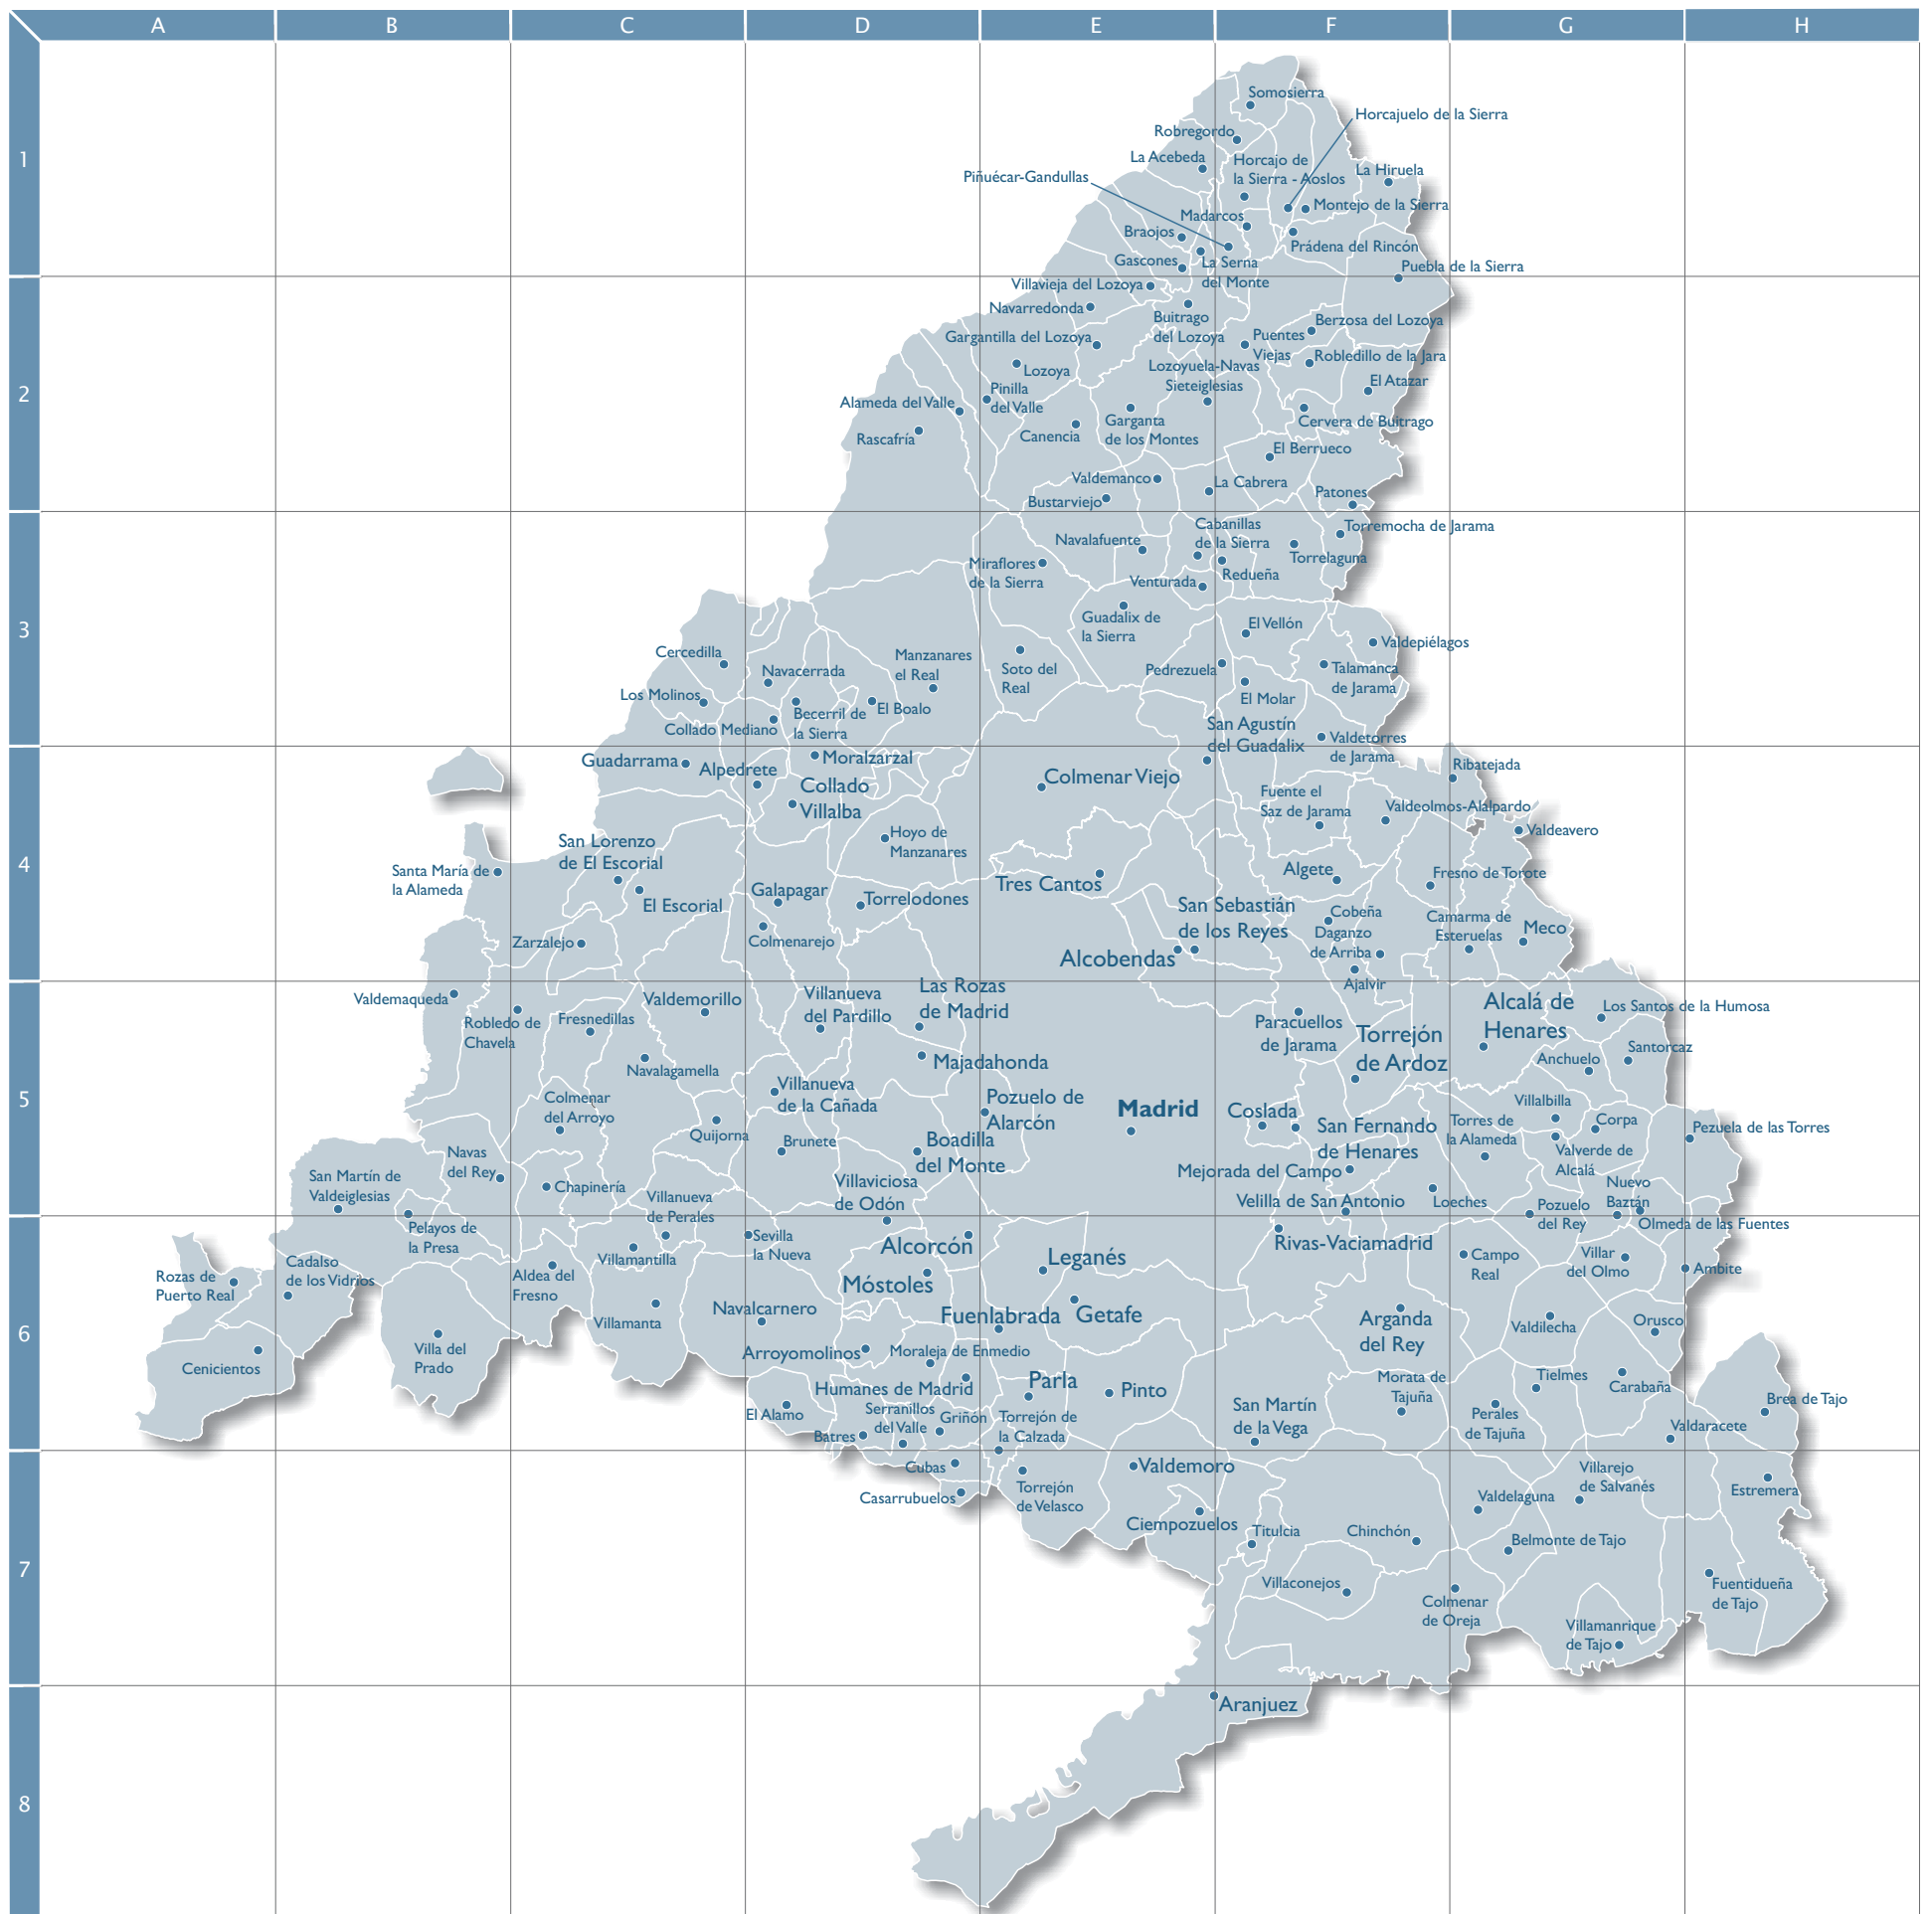 A
B
C
D
E
F
G
H
1
2
3
4
5
6
7
8
Somosierra
Horcajuelo de la Sierra
Robregordo
La Acebeda
Horcajo de
la Sierra - Aoslos
La Hiruela
Piñuécar-Gandullas
Montejo de la Sierra
Madarcos
Braojos
Prádena del Rincón
Gascones
La Serna
del Monte
Puebla de la Sierra
Villavieja del Lozoya
Navarredonda
Buitrago
del Lozoya
Berzosa del Lozoya
Gargantilla del Lozoya
Puentes
Viejas
Robledillo de la Jara
Lozoya
Lozoyuela-Navas
Sieteiglesias
El Atazar
Pinilla
del Valle
Alameda del Valle
Rascafría
Canencia
Garganta
de los Montes
Cervera de Buitrago
El Berrueco
Valdemanco
La Cabrera
Bustarviejo
Patones
Torremocha de Jarama
Cabanillas
de la Sierra
Navalafuente
Torrelaguna
Miraflores
de la Sierra
Redueña
Venturada
Guadalix de
la Sierra
El Vellón
Valdepiélagos
Cercedilla
Navacerrada
Manzanares
el Real
Soto del
Real
Pedrezuela
Talamanca
de Jarama
Los Molinos
El Molar
Becerril de
la Sierra
El Boalo
Collado Mediano
San Agustín
del Guadalix
Valdetorres
de Jarama
Guadarrama
Alpedrete
Moralzarzal
Collado
Villalba
Colmenar Viejo
Ribatejada
Fuente el
Saz de Jarama
Valdeolmos-Alalpardo
Valdeavero
San Lorenzo
de El Escorial
Hoyo de
Manzanares
Santa María de
la Alameda
Algete
Fresno de Torote
Tres Cantos
El Escorial
Galapagar
Torrelodones
San Sebastián
de los Reyes
Cobeña
Camarma de
Esteruelas
Meco
Daganzo
de Arriba
Zarzalejo
Colmenarejo
Alcobendas
Ajalvir
Valdemaqueda
Robledo de
Chavela
Fresnedillas
Valdemorillo
Villanueva
del Pardillo
Las Rozas
de Madrid
Paracuellos
de Jarama
Torrejón
de Ardoz
Alcalá de
Henares
Los Santos de la Humosa
Santorcaz
Anchuelo
Navalagamella
Majadahonda
Colmenar
del Arroyo
Villanueva
de la Cañada
Pozuelo de
Alarcón
Madrid
Coslada
San Fernando
de Henares
Villalbilla
Torres de
la Alameda
Corpa
Pezuela de las Torres
Quijorna
Brunete
Boadilla
del Monte
Valverde de
Alcalá
Navas
del Rey
San Martín de
Valdeiglesias
Chapinería
Mejorada del Campo
Villaviciosa
de Odón
Villanueva
de Perales
Velilla de San Antonio
Loeches
Nuevo
Baztán
Pozuelo
del Rey
Pelayos de
la Presa
Olmeda de las Fuentes
Sevilla
la Nueva
Alcorcón
Leganés
Rivas-Vaciamadrid
Cadalso
de los Vidrios
Villamantilla
Campo
Real
Villar
del Olmo
Ambite
Rozas de
Puerto Real
Aldea del
Fresno
Móstoles
Villamanta
Navalcarnero
Fuenlabrada
Getafe
Arganda
del Rey
Valdilecha
Orusco
Villa del
Prado
Cenicientos
Arroyomolinos
Moraleja de Enmedio
Humanes de Madrid
Parla
Pinto
Morata de
Tajuña
Tielmes
Carabaña
Brea de Tajo
El Alamo
Serranillos
del Valle
Griñón
Torrejón de
la Calzada
San Martín
de la Vega
Perales
de Tajuña
Valdaracete
Batres
Cubas
Valdemoro
Villarejo
de Salvanés
Estremera
Casarrubuelos
Torrejón
de Velasco
Valdelaguna
Ciempozuelos
Titulcia
Chinchón
Belmonte de Tajo
Villaconejos
Fuentidueña
de Tajo
Colmenar
de Oreja
Villamanrique
de Tajo
Aranjuez